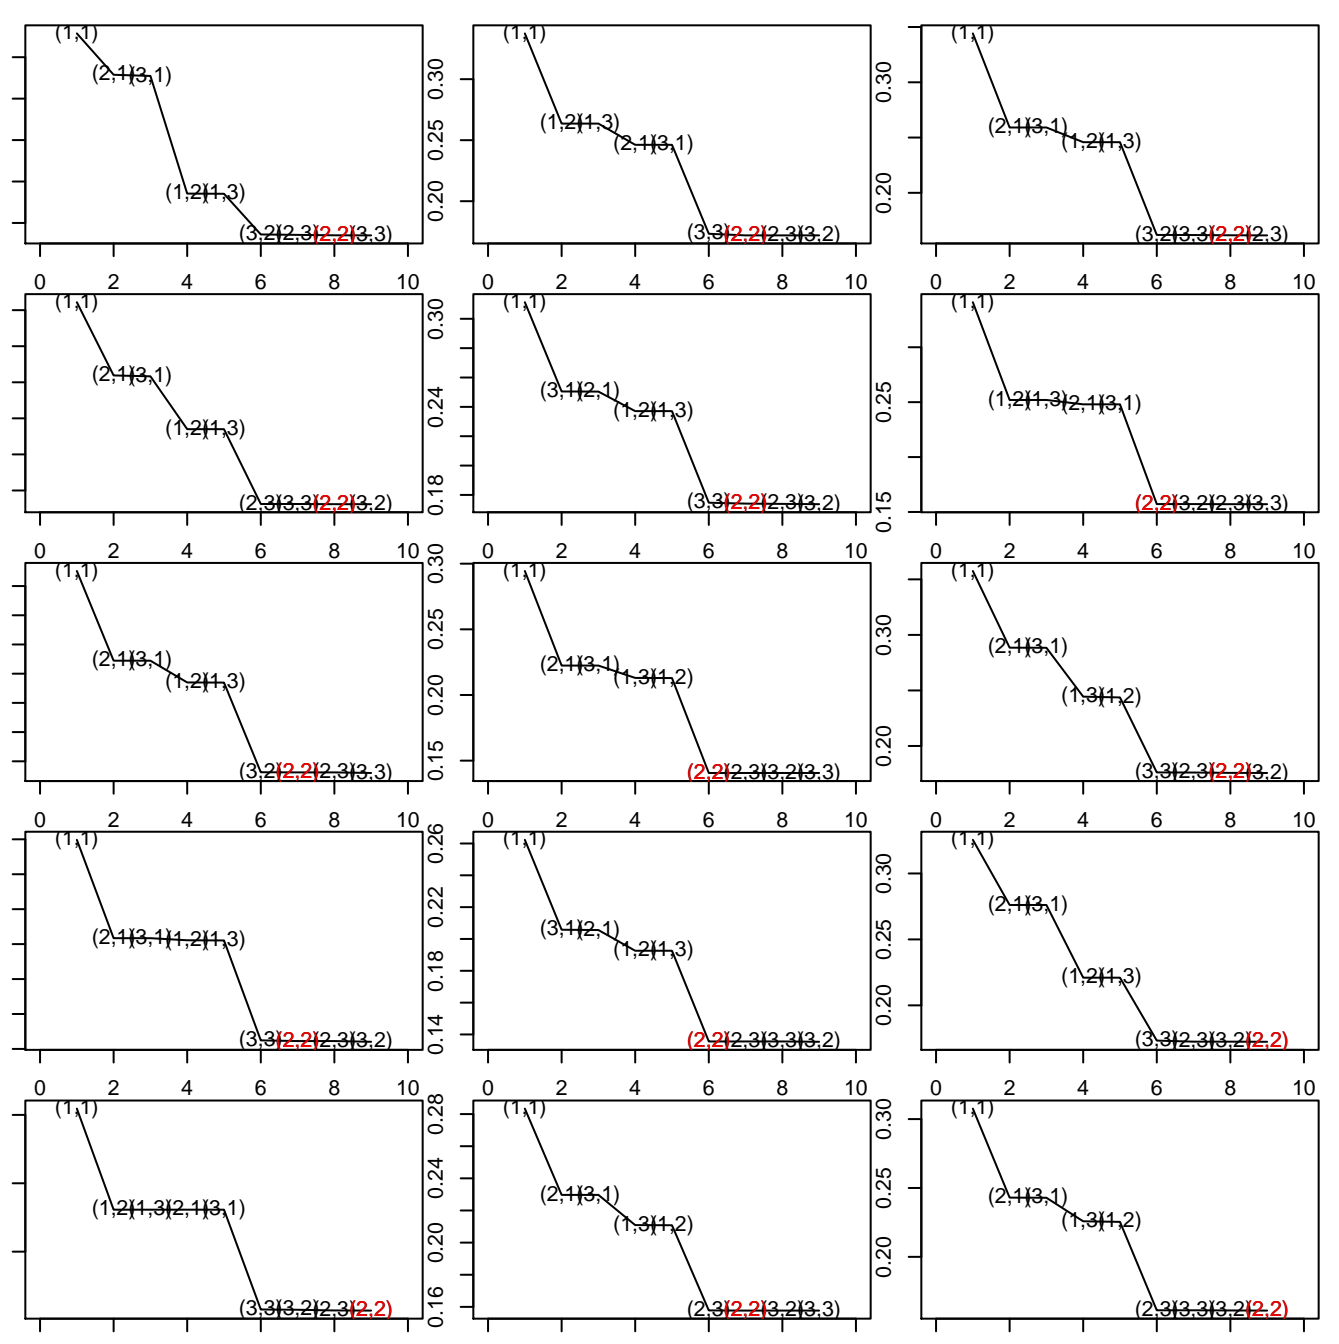 (1,1) (2,1) (3,1) (1,2) (1,3) (3,2) (2,3) (2,2) (3,3)
0.30 0.25 0.20
(1,1) (1,2) (1,3) (2,1) (3,1) (3,3) (2,2) (2,3) (3,2)
0.30 0.20
(1,1) (2,1) (3,1) (1,2) (1,3) (3,2) (3,3) (2,2) (2,3)
0 2 4 6 8 10 0 2 4 6 8 10 0 2 4 6 8 10
(1,1) (2,1) (3,1) (1,2) (1,3) (2,3) (3,3) (2,2) (3,2)
0.30 0.24 0.18
(1,1) (3,1) (2,1) (1,2) (1,3) (3,3) (2,2) (2,3) (3,2)
0.25 0.15
(1,1) (1,2) (1,3) (2,1) (3,1) (2,2) (3,2) (2,3) (3,3)
0 2 4 6 8 10 0 2 4 6 8 10 0 2 4 6 8 10
(1,1) (2,1) (3,1) (1,2) (1,3) (3,2) (2,2) (2,3) (3,3)
0.30 0.25 0.20 0.15
(1,1) (2,1) (3,1) (1,3) (1,2) (2,2) (2,3) (3,2) (3,3)
0.30 0.20
(1,1) (2,1) (3,1) (1,3) (1,2) (3,3) (2,3) (2,2) (3,2)
0 2 4 6 8 10 0 2 4 6 8 10 0 2 4 6 8 10
(1,1) (2,1) (3,1) (1,2) (1,3) (3,3) (2,2) (2,3) (3,2)
0.26 0.22 0.18 0.14
(1,1) (3,1) (2,1) (1,2) (1,3) (2,2) (2,3) (3,3) (3,2)
0.30 0.25 0.20
(1,1) (2,1) (3,1) (1,2) (1,3) (3,3) (2,3) (3,2) (2,2)
0 2 4 6 8 10 0 2 4 6 8 10 0 2 4 6 8 10
(1,1) (1,2) (1,3) (2,1) (3,1) (3,3) (3,2) (2,3) (2,2)
0.28 0.24 0.20 0.16
(1,1) (2,1) (3,1) (1,3) (1,2) (2,3) (2,2) (3,2) (3,3)
0.30 0.25 0.20
(1,1) (2,1) (3,1) (1,3) (1,2) (2,3) (3,3) (3,2) (2,2)